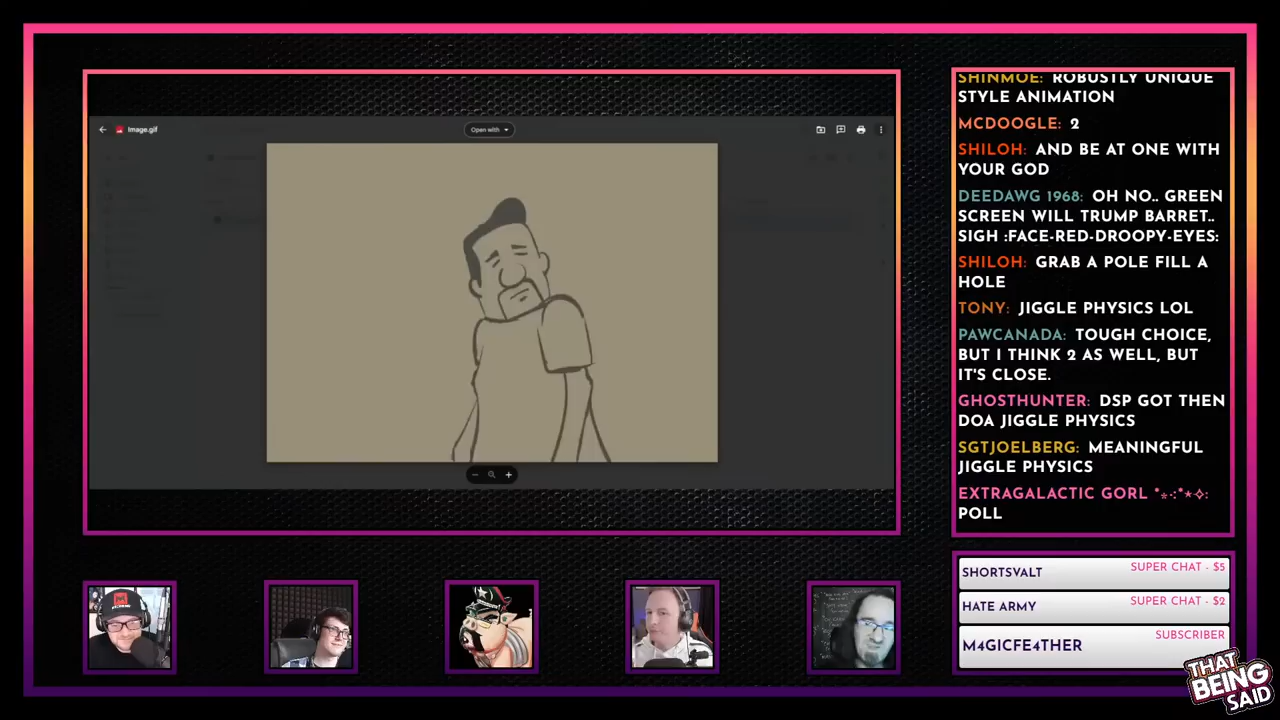 Image.gif
Open with
SHINMOE: ROBUSTLY UNIQUE
STYLE ANIMATION
MCDOOGLE: 2
SHILOH: AND BE AT ONE WITH
YOUR GOD
DEEDAWG 1968: OH NO.. GREEN
SCREEN WILL TRUMP BARRET..
SIGH :FACE-RED-DROOPY-EYES:
SHILOH: GRAB A POLE FILL A
HOLE
TONY: JIGGLE PHYSICS LOL
PAWCANADA: TOUGH CHOICE,
BUT I THINK 2 AS WELL, BUT
IT'S CLOSE.
GHOSTHUNTER: DSP GOT THEN
DOA JIGGLE PHYSICS
SGTJOELBERG: MEANINGFUL
JIGGLE PHYSICS
EXTRAGALACTIC GORL *⁎⁺˳✧:
POLL
SHORTSVALT SUPER CHAT - $5
HATE ARMY SUPER CHAT - $2
M4GICFE4THER SUBSCRIBER
THAT
BEING
SAID